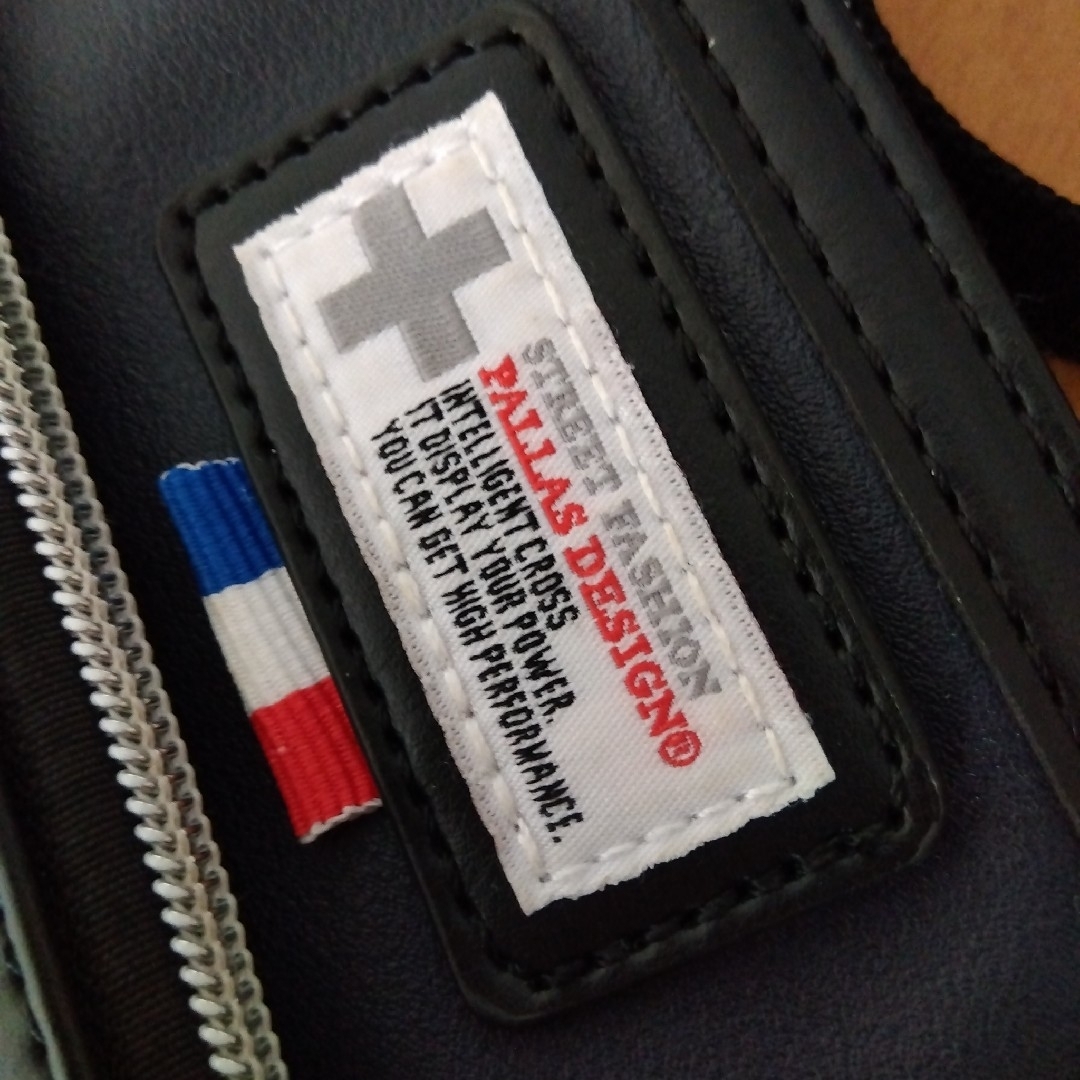 STREET FASHION
PALLAS DESIGN®
INTELLIGENT CROSS
IT DISPLAY YOUR POWER.
YOU CAN GET HIGH PERFORMANCE.